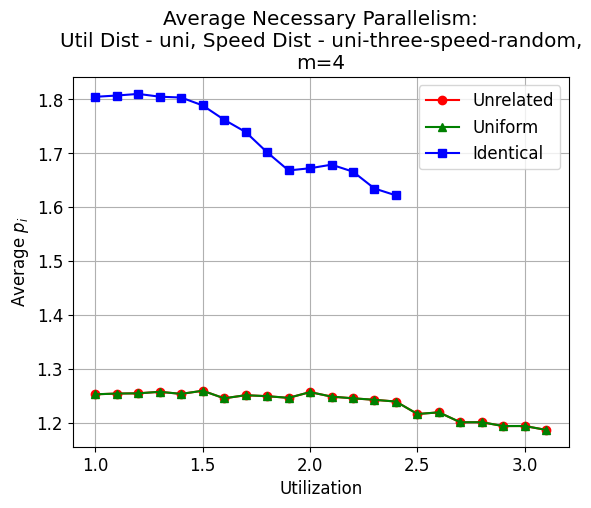 Average Necessary Parallelism:
Util Dist - uni, Speed Dist - uni-three-speed-random,
m=4
Unrelated
Uniform
Identical
Average $p_i$
1.8
1.7
1.6
1.5
1.4
1.3
1.2
1.0
1.5
2.0
2.5
3.0
Utilization